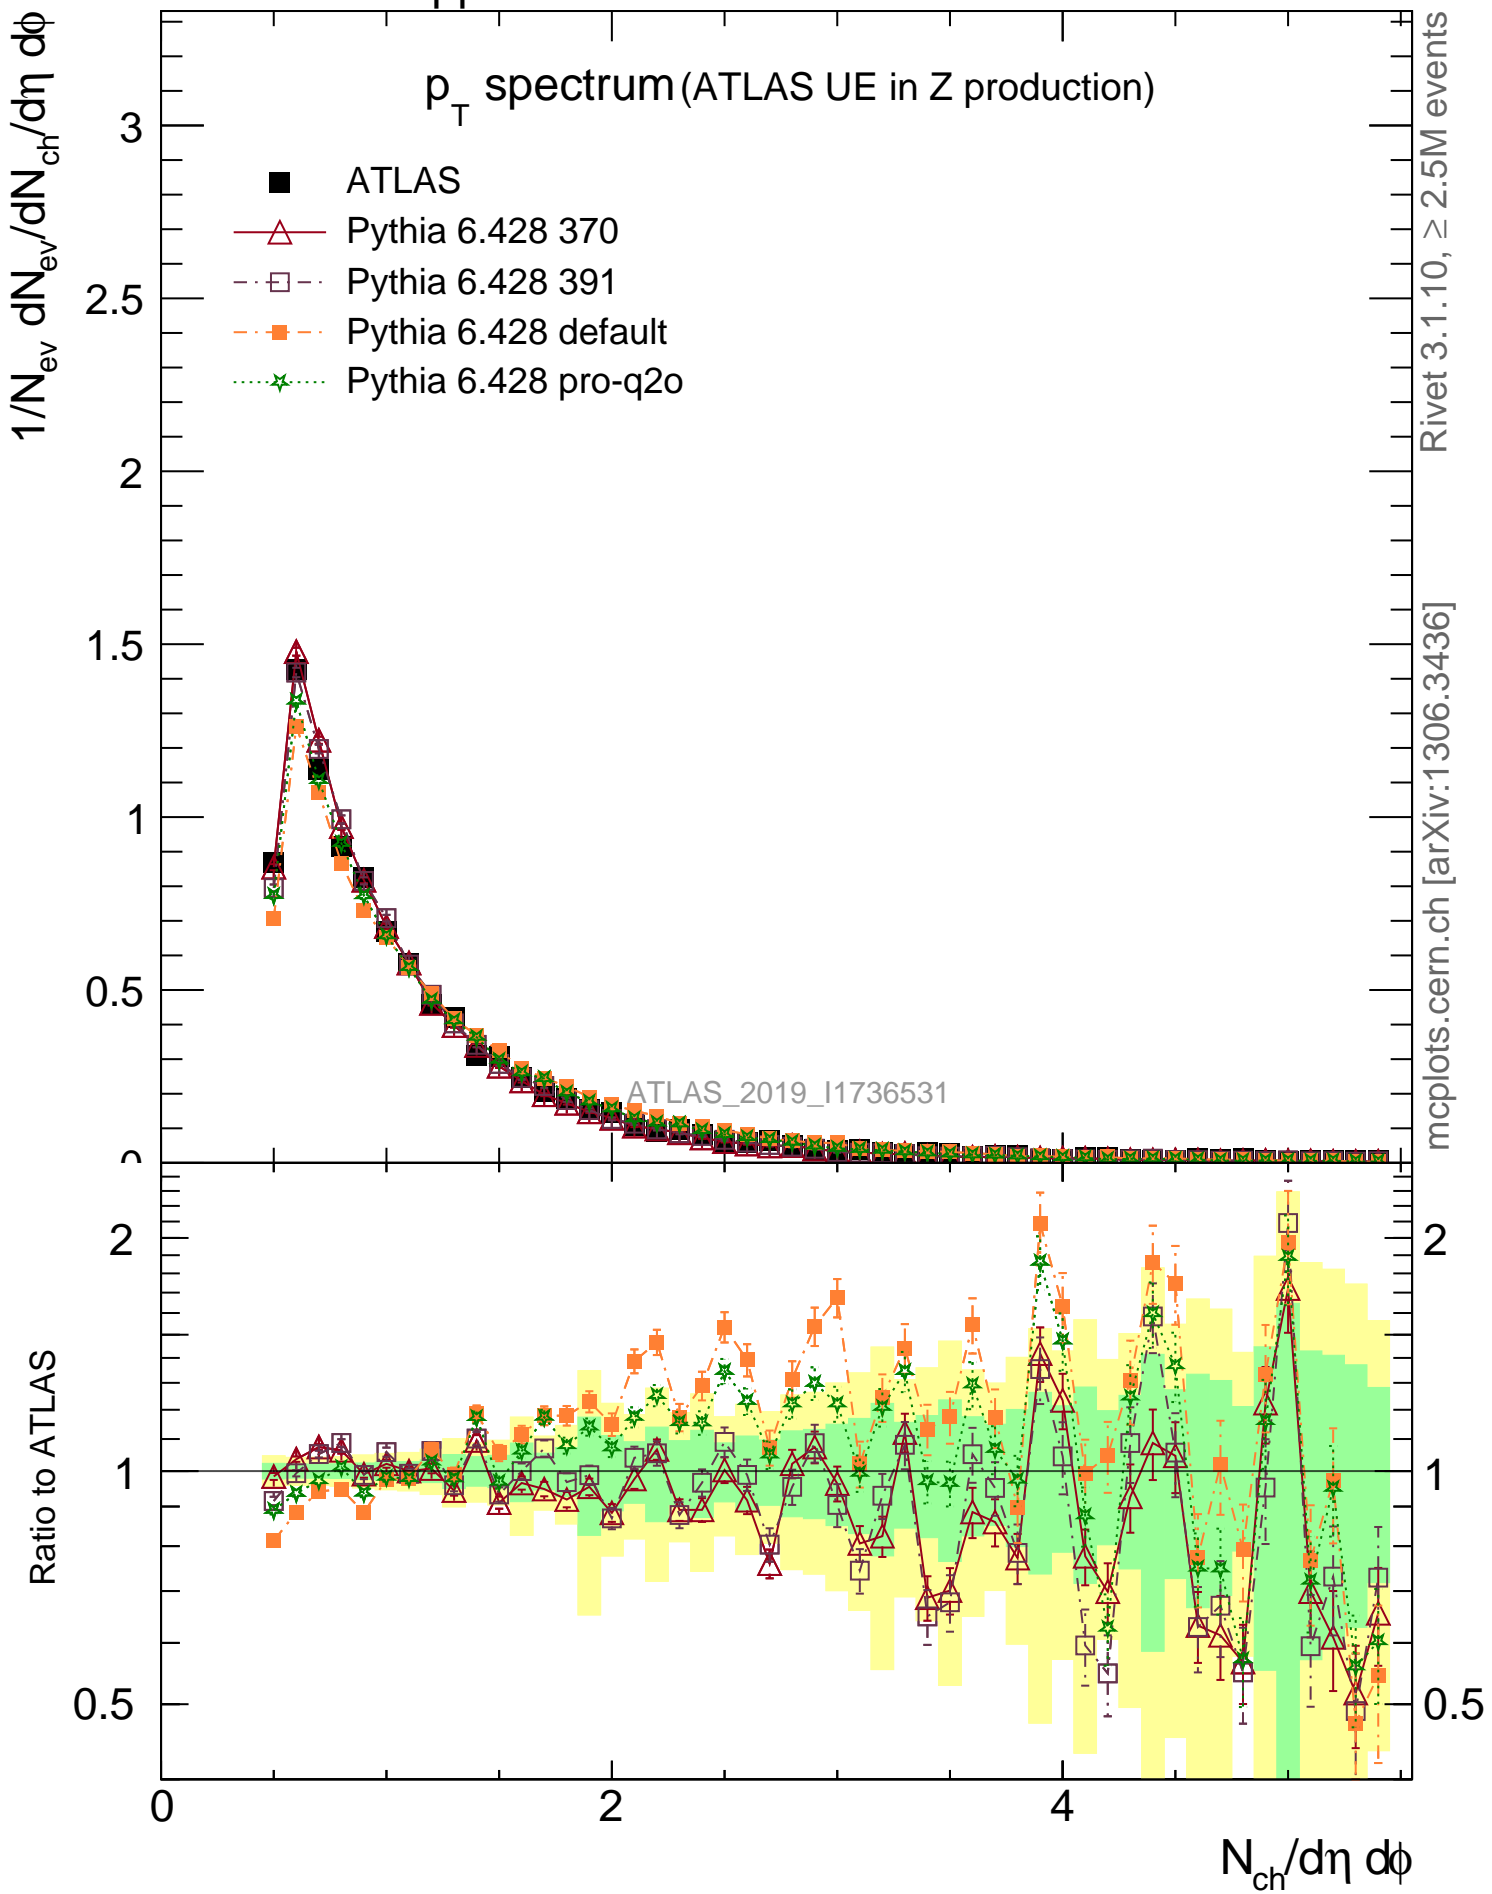 p_T spectrum (ATLAS UE in Z production)
1/N_ev dN_ev/dN_ch/dη dϕ
ATLAS
Pythia 6.428 370
Pythia 6.428 391
Pythia 6.428 default
Pythia 6.428 pro-q2o
3
2.5
2
1.5
1
0.5
0
ATLAS_2019_I1736531
Rivet 3.1.10, ≥ 2.5M events
mcplots.cern.ch [arXiv:1306.3436]
Ratio to ATLAS
2
1
0.5
2
1
0.5
0
2
4
N_ch/dη dϕ